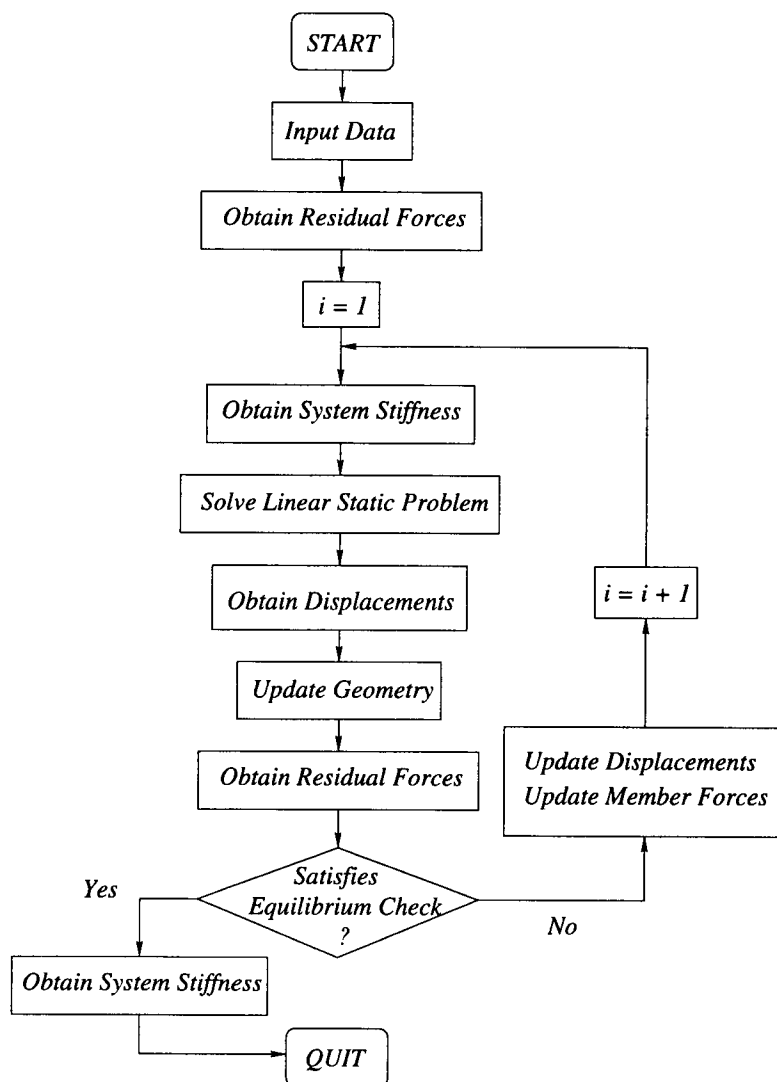 START
Input Data
Obtain Residual Forces
i = 1
Obtain System Stiffness
Solve Linear Static Problem
Obtain Displacements
i = i + 1
Update Geometry
Obtain Residual Forces
Update Displacements
Update Member Forces
Satisfies
Equilibrium Check
?
Yes
No
Obtain System Stiffness
QUIT